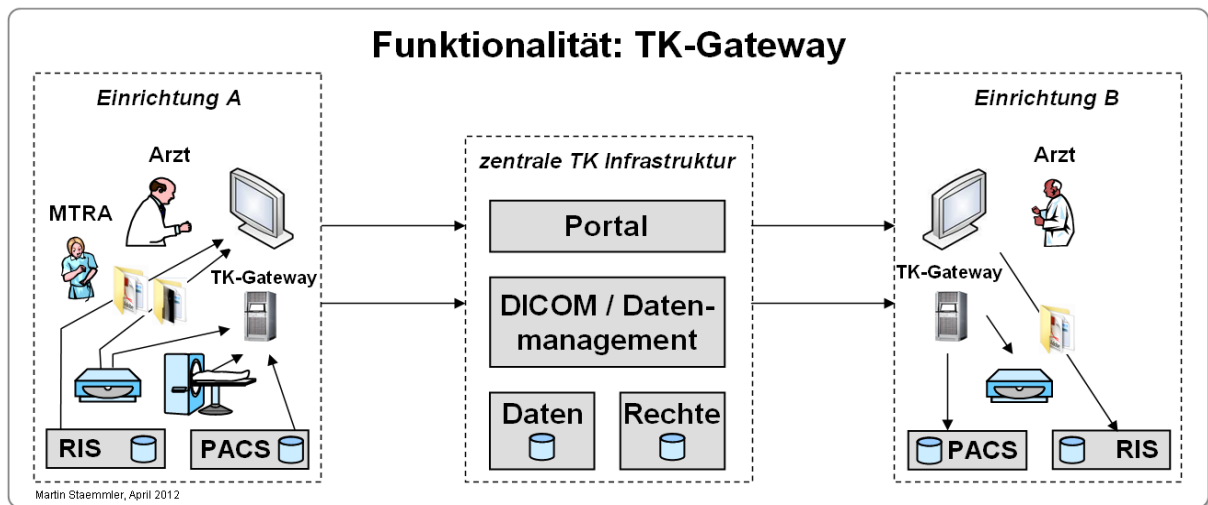 Funktionalität: TK-Gateway
Einrichtung A
Arzt
MTRA
TK-Gateway
RIS
PACS
zentrale TK Infrastruktur
Portal
DICOM / Daten-
management
Daten
Rechte
Einrichtung B
Arzt
TK-Gateway
PACS
RIS
Martin Staemmler, April 2012